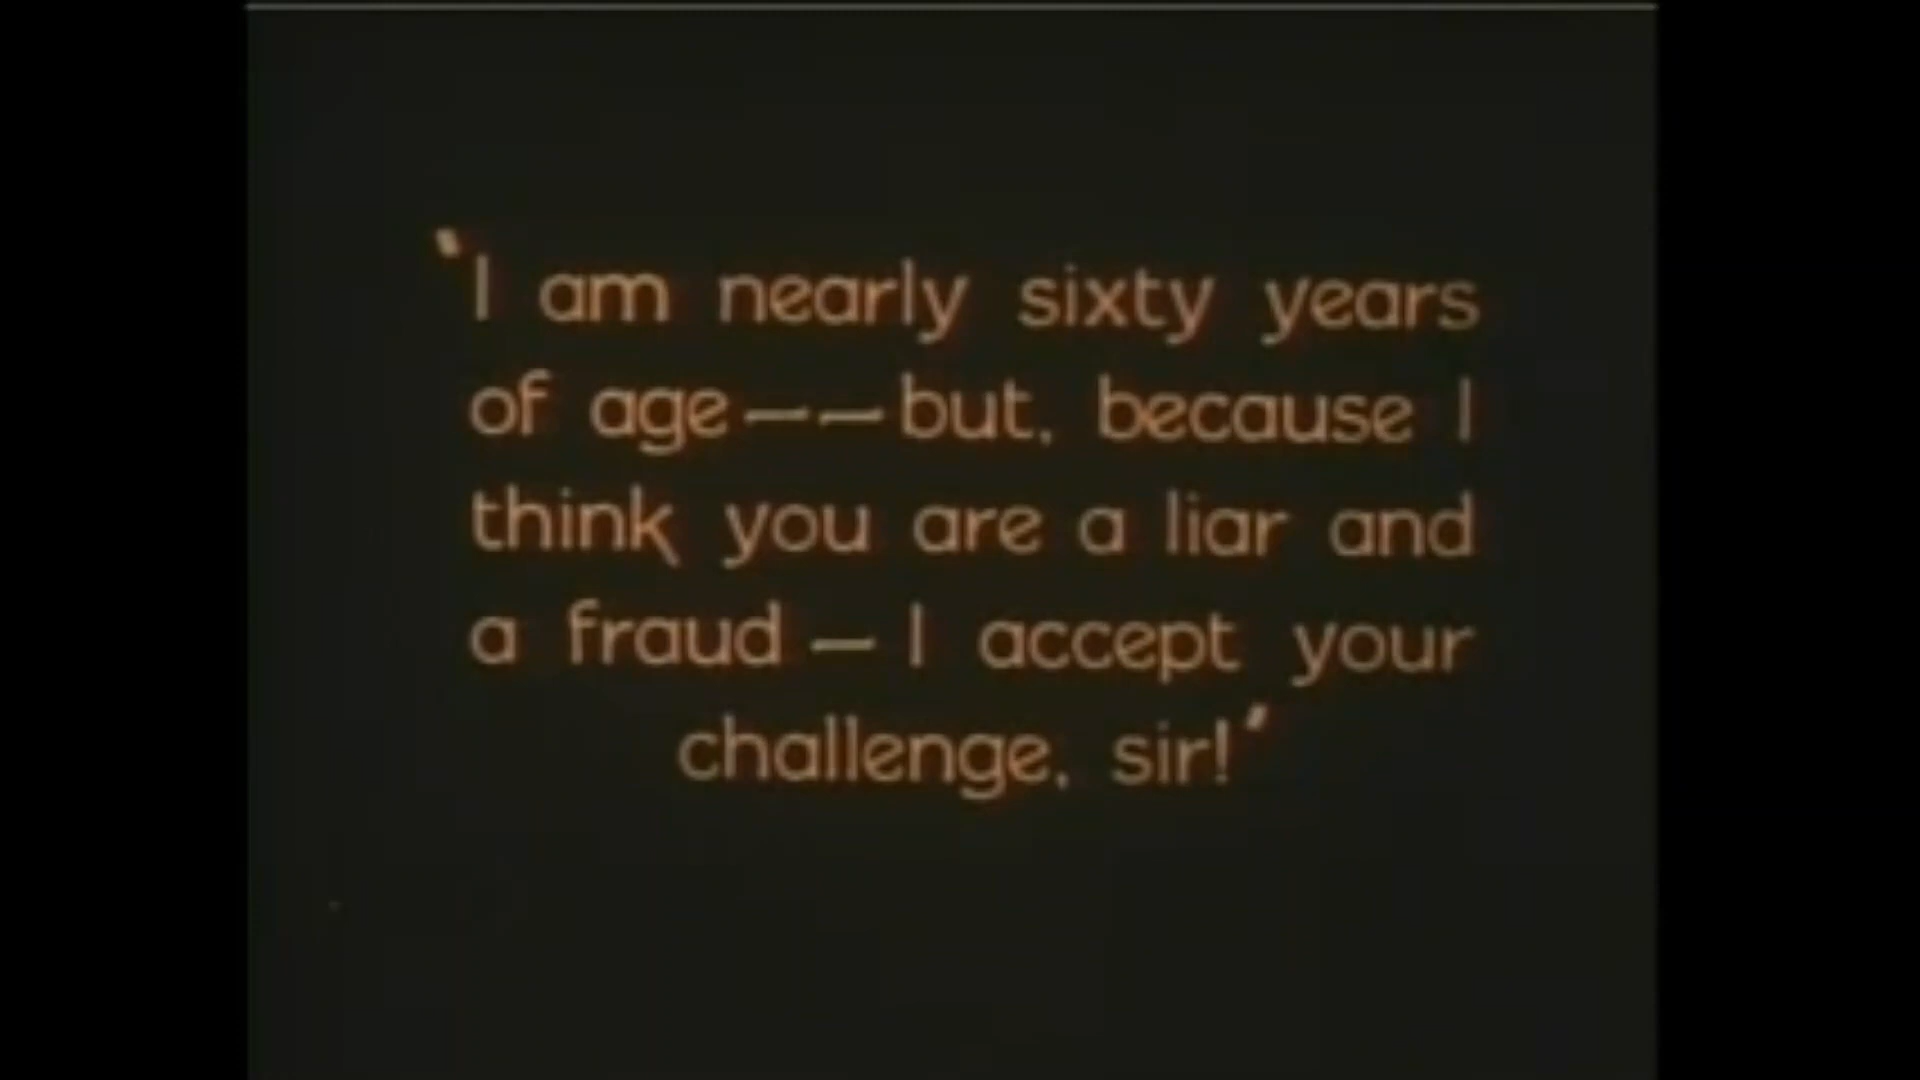 'I am nearly sixty years
of age——but, because I
think you are a liar and
a fraud — I accept your
challenge, sir!'